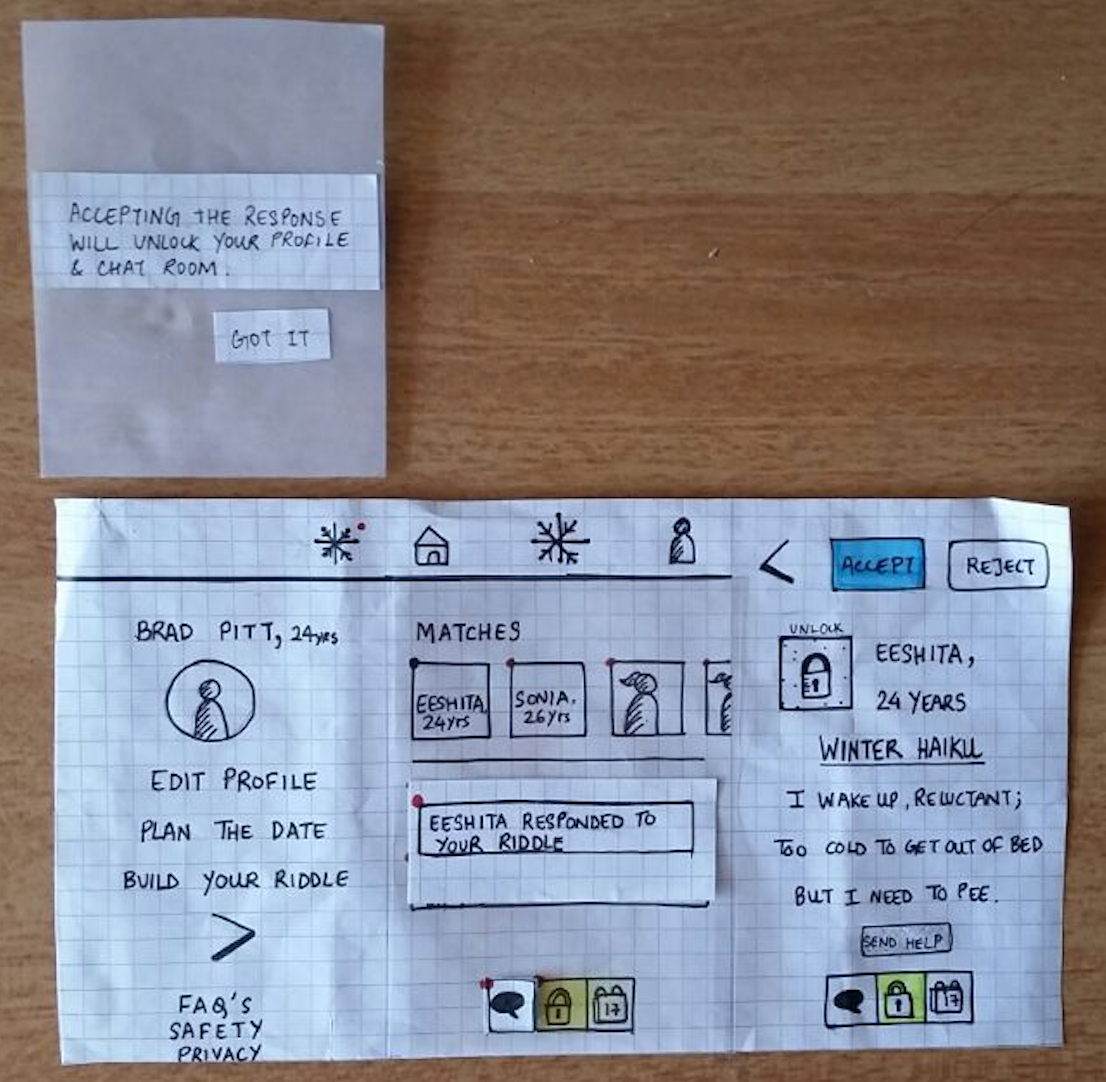 ACCEPTING THE RESPONSE
WILL UNLOCK YOUR PROFILE
& CHAT ROOM.
GOT IT
BRAD PITT, 24yrs
EDIT PROFILE
PLAN THE DATE
BUILD YOUR RIDDLE
>
FAQ'S
SAFETY
PRIVACY
MATCHES
EESHITA,
24yrs
SONIA,
26yrs
EESHITA RESPONDED TO
YOUR RIDDLE
17
<
ACCEPT
REJECT
UNLOCK
EESHITA,
24 YEARS
WINTER HAIKU
I WAKE UP, RELUCTANT;
TOO COLD TO GET OUT OF BED
BUT I NEED TO PEE.
SEND HELP
17